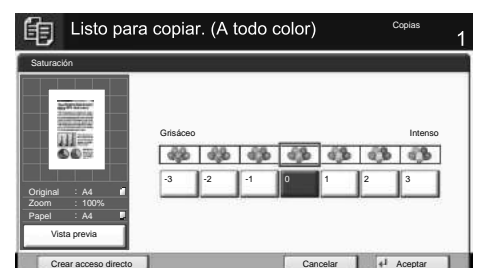 Listo para copiar. (A todo color)
Copias
1
Saturación
Grisáceo
Intenso
-3 -2 -1 0 1 2 3
Original : A4
Zoom : 100%
Papel : A4
Vista previa
Crear acceso directo
Cancelar
Aceptar